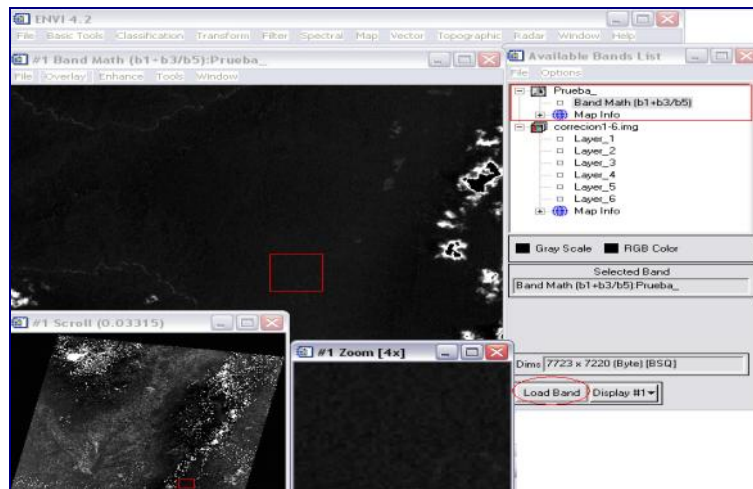 ENVI 4.2
File Basic Tools Classification Transform Filter Spectral Map Vector Topographic Radar Window Help
#1 Band Math (b1+b3/b5):Prueba_
File Overlay Enhance Tools Window
Available Bands List
File Options
Prueba_
Band Math (b1+b3/b5)
Map Info
correcion1-6.img
Layer_1
Layer_2
Layer_3
Layer_4
Layer_5
Layer_6
Map Info
Gray Scale RGB Color
Selected Band
Band Math (b1+b3/b5):Prueba_
Dims 7723 x 7220 (Byte) [BSQ]
Load Band Display #1
#1 Scroll (0.03315)
#1 Zoom [4x]